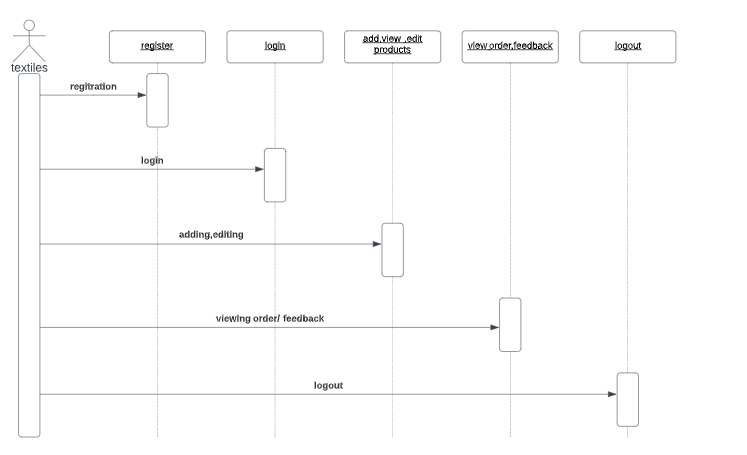 register
login
add,view ,edit
products
view order,feedback
logout
textiles
regitration
login
adding,editing
viewing order/ feedback
logout